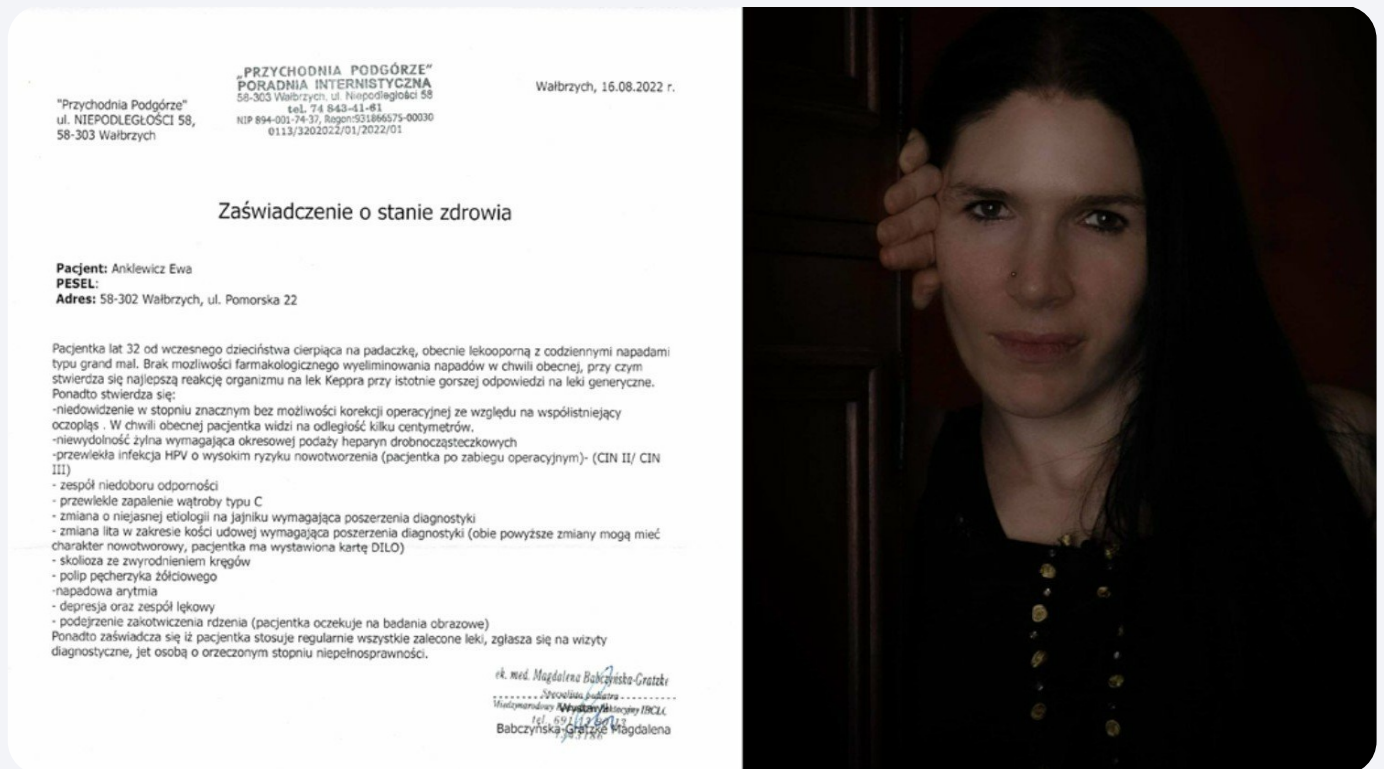 „PRZYCHODNIA PODGÓRZE”
PORADNIA INTERNISTYCZNA
58-303 Wałbrzych, ul. Niepodległości 58
tel. 74 843-41-61
NIP 894-001-74-37, Regon:931866575-00030
0113/3202022/01/2022/01
Wałbrzych, 16.08.2022 r.
"Przychodnia Podgórze"
ul. NIEPODLEGŁOŚCI 58,
58-303 Wałbrzych
Zaświadczenie o stanie zdrowia
Pacjent: Anklewicz Ewa
PESEL:
Adres: 58-302 Wałbrzych, ul. Pomorska 22
Pacjentka lat 32 od wczesnego dzieciństwa cierpiąca na padaczkę, obecnie lekooporną z codziennymi napadami
typu grand mal. Brak mozliwości farmakologicznego wyeliminowania napadów w chwili obecnej, przy czym
stwierdza się najlepszą reakcję organizmu na lek Keppra przy istotnie gorszej odpowiedzi na leki generyczne.
Ponadto stwierdza się:
-niedowidzenie w stopniu znacznym bez możliwości korekcji operacyjnej ze względu na współistniejący
oczopląs . W chwili obecnej pacjentka widzi na odległość kilku centymetrów.
-niewydolność żylna wymagająca okresowej podaży heparyn drobnocząsteczkowych
-przewlekła infekcja HPV o wysokim ryzyku nowotworzenia (pacjentka po zabiegu operacyjnym)- (CIN II/ CIN
III)
- zespół niedoboru odporności
- przewlekle zapalenie wątroby typu C
- zmiana o niejasnej etiologii na jajniku wymagająca poszerzenia diagnostyki
- zmiana lita w zakresie kości udowej wymagająca poszerzenia diagnostyki (obie powyższe zmiany mogą mieć
charakter nowotworowy, pacjentka ma wystawiona kartę DILO)
- skolioza ze zwyrodnieniem kręgów
- polip pęcherzyka żółciowego
-napadowa arytmia
- depresja oraz zespół lękowy
- podejrzenie zakotwiczenia rdzenia (pacjentka oczekuje na badania obrazowe)
Ponadto zaświadcza się iż pacjentka stosuje regularnie wszystkie zalecone leki, zgłasza się na wizyty
diagnostyczne, jet osobą o orzeczonym stopniu niepełnosprawności.
ek. med. Magdalena Babczyńska-Gratzke
Specjalista pediatra
Międzynarodowy IBCLC
Babczyńska-Gratzke Magdalena